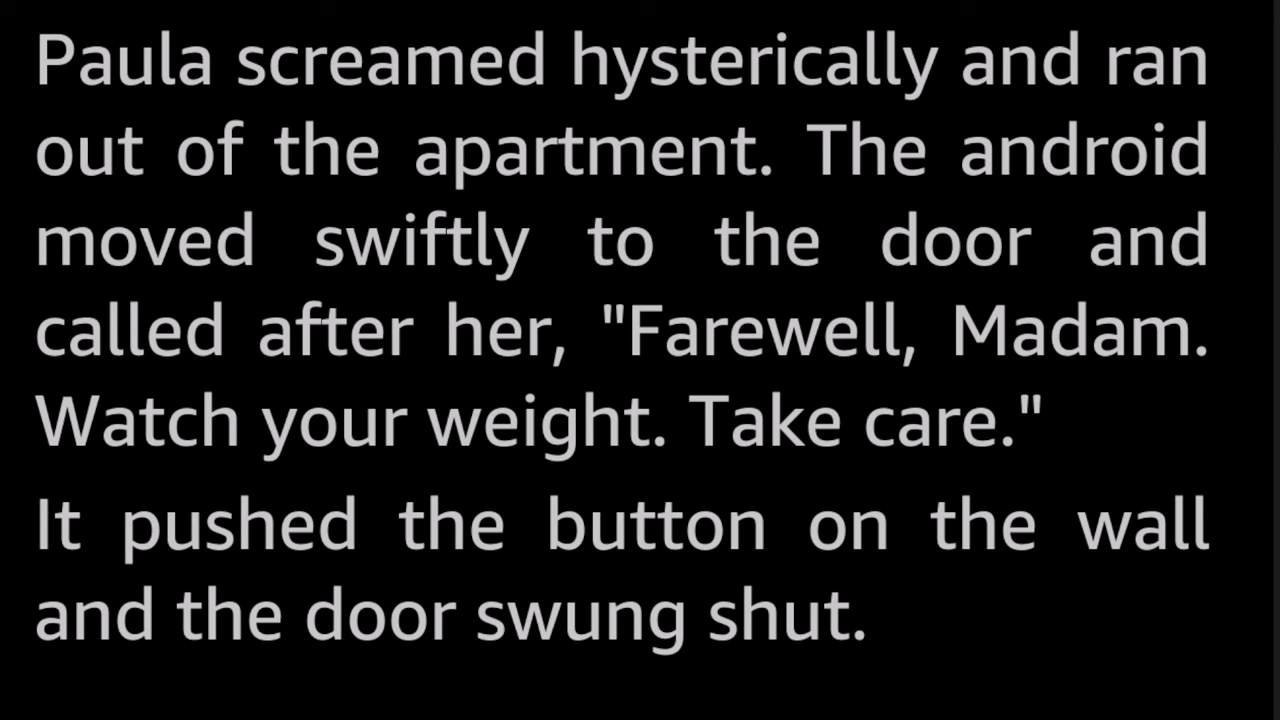 Paula screamed hysterically and ran
out of the apartment. The android
moved swiftly to the door and
called after her, "Farewell, Madam.
Watch your weight. Take care."
It pushed the button on the wall
and the door swung shut.